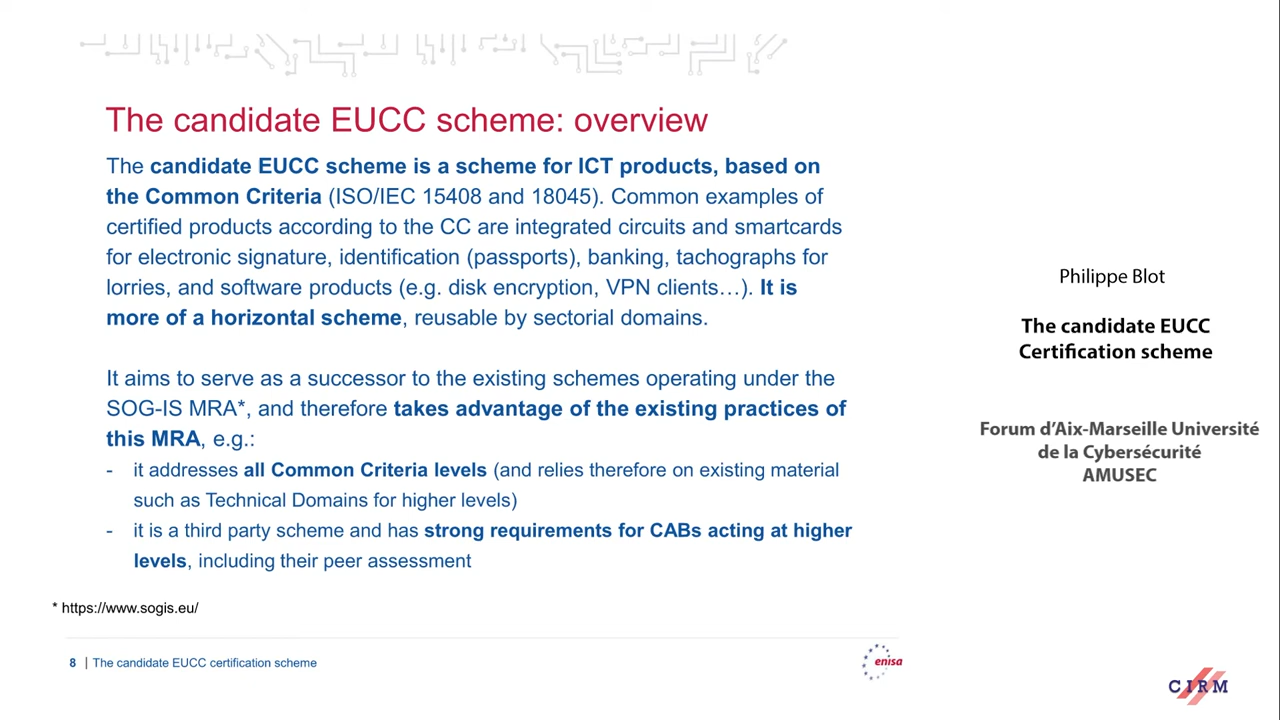 The candidate EUCC scheme: overview
The candidate EUCC scheme is a scheme for ICT products, based on
the Common Criteria (ISO/IEC 15408 and 18045). Common examples of
certified products according to the CC are integrated circuits and smartcards
for electronic signature, identification (passports), banking, tachographs for
lorries, and software products (e.g. disk encryption, VPN clients…). It is
more of a horizontal scheme, reusable by sectorial domains.
It aims to serve as a successor to the existing schemes operating under the
SOG-IS MRA*, and therefore takes advantage of the existing practices of
this MRA, e.g.:
- it addresses all Common Criteria levels (and relies therefore on existing material
such as Technical Domains for higher levels)
- it is a third party scheme and has strong requirements for CABs acting at higher
levels, including their peer assessment
* https://www.sogis.eu/
8 | The candidate EUCC certification scheme
enisa
Philippe Blot
The candidate EUCC
Certification scheme
Forum d’Aix-Marseille Université
de la Cybersécurité
AMUSEC
CIRM